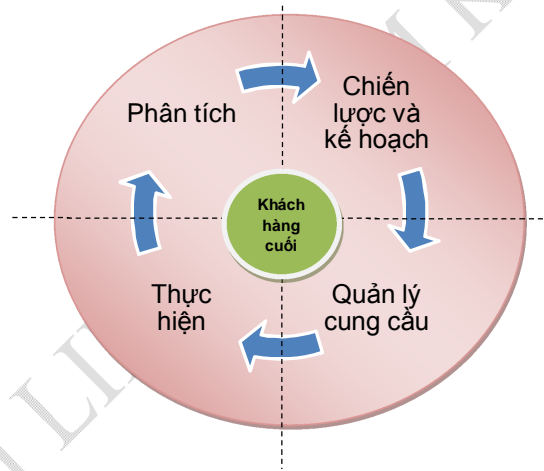 Phân tích
Chiến
lược và
kế hoạch
Khách
hàng
cuối
Thực
hiện
Quản lý
cung cầu